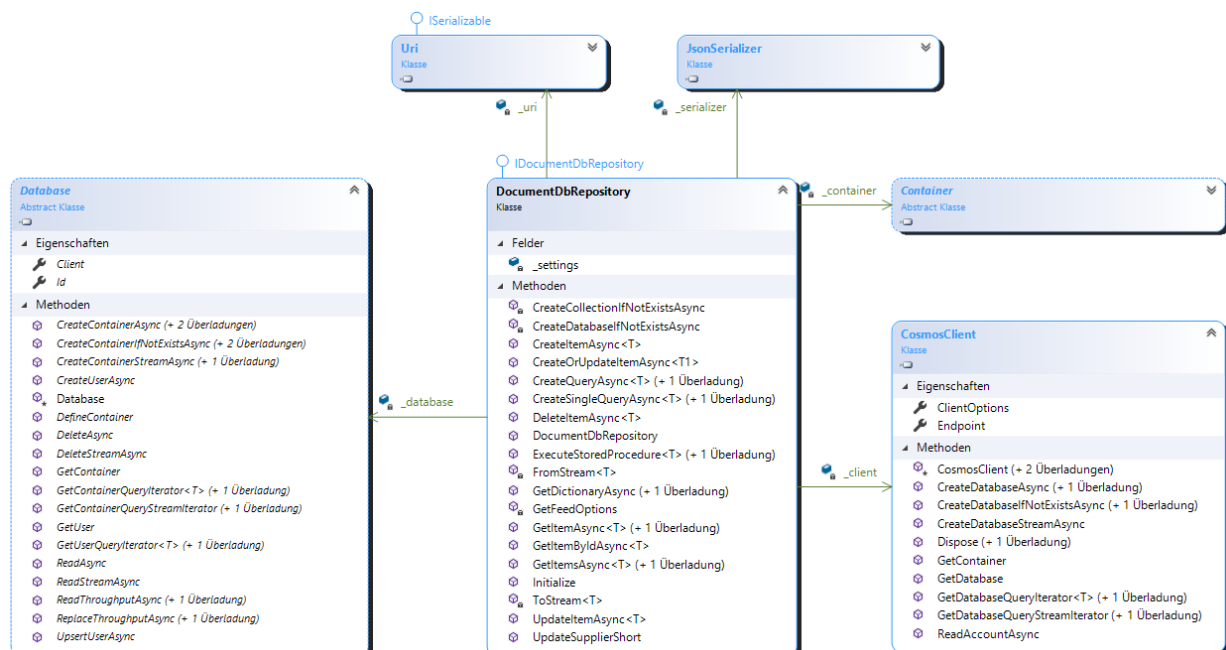 ISerializable
Uri
Klasse
JsonSerializer
Klasse
_uri
_serializer
IDocumentDbRepository
Database
Abstract Klasse
Eigenschaften
Client
Id
Methoden
CreateContainerAsync (+ 2 Überladungen)
CreateContainerIfNotExistsAsync (+ 2 Überladungen)
CreateContainerStreamAsync (+ 1 Überladung)
CreateUserAsync
Database
DefineContainer
DeleteAsync
DeleteStreamAsync
GetContainer
GetContainerQueryIterator<T> (+ 1 Überladung)
GetContainerQueryStreamIterator (+ 1 Überladung)
GetUser
GetUserQueryIterator<T> (+ 1 Überladung)
ReadAsync
ReadStreamAsync
ReadThroughputAsync (+ 1 Überladung)
ReplaceThroughputAsync (+ 1 Überladung)
UpsertUserAsync
_database
DocumentDbRepository
Klasse
Felder
_settings
Methoden
CreateCollectionIfNotExistsAsync
CreateDatabaseIfNotExistsAsync
CreateItemAsync<T>
CreateOrUpdateItemAsync<T1>
CreateQueryAsync<T> (+ 1 Überladung)
CreateSingleQueryAsync<T> (+ 1 Überladung)
DeleteItemAsync<T>
DocumentDbRepository
ExecuteStoredProcedure<T> (+ 1 Überladung)
FromStream<T>
GetDictionaryAsync (+ 1 Überladung)
GetFeedOptions
GetItemAsync<T> (+ 1 Überladung)
GetItemByIdAsync<T>
GetItemsAsync<T> (+ 1 Überladung)
Initialize
ToStream<T>
UpdateItemAsync<T>
UpdateSupplierShort
_container
Container
Abstract Klasse
_client
CosmosClient
Klasse
Eigenschaften
ClientOptions
Endpoint
Methoden
CosmosClient (+ 2 Überladungen)
CreateDatabaseAsync (+ 1 Überladung)
CreateDatabaseIfNotExistsAsync (+ 1 Überladung)
CreateDatabaseStreamAsync
Dispose (+ 1 Überladung)
GetContainer
GetDatabase
GetDatabaseQueryIterator<T> (+ 1 Überladung)
GetDatabaseQueryStreamIterator (+ 1 Überladung)
ReadAccountAsync